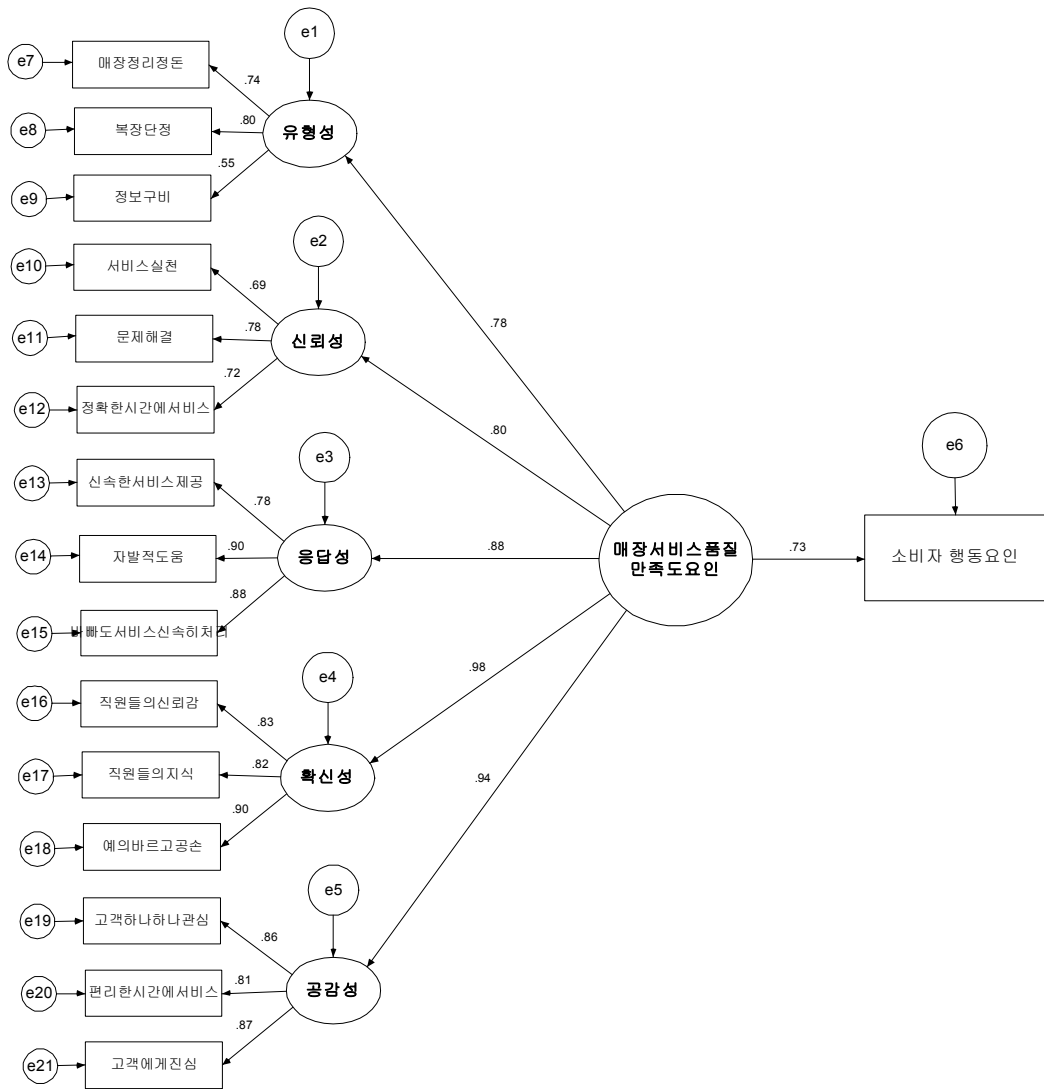 e1
e7
매장정리정돈
.74
e8
복장단정
.80
유형성
.55
e9
정보구비
e2
e10
서비스실천
.69
e11
문제해결
.78
신뢰성
.78
.72
e12
정확한시간에서비스
.80
e6
e3
e13
신속한서비스제공
.78
e14
자발적도움
.90
응답성
.88
매장서비스품질
만족도요인
.73
소비자 행동요인
.88
e15
빠도서비스신속히처
e4
.98
e16
직원들의신뢰감
.83
e17
직원들의지식
.82
확신성
.94
.90
e18
예의바르고공손
e5
e19
고객하나하나관심
.86
e20
편리한시간에서비스
.81
공감성
.87
e21
고객에게진심